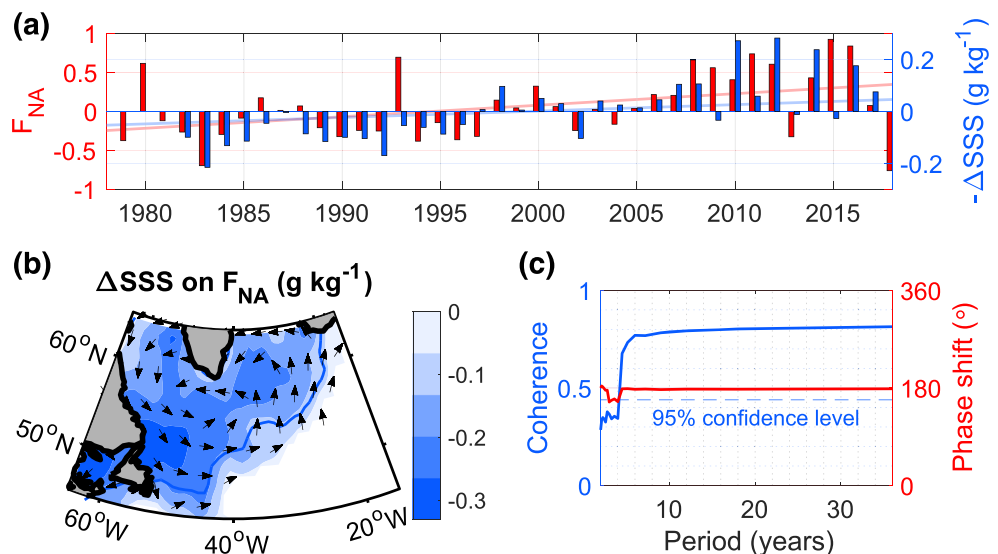 (a)
1
0.5
0
-0.5
-1
F_NA
0.2
0
-0.2
-ΔSSS (g kg⁻¹)
1980 1985 1990 1995 2000 2005 2010 2015
(b)
ΔSSS on F_NA (g kg⁻¹)
60°N
50°N
60°W
40°W
20°W
0
-0.1
-0.2
-0.3
(c)
1
0.5
0
Coherence
95% confidence level
360
180
0
Phase shift (°)
10 20 30
Period (years)